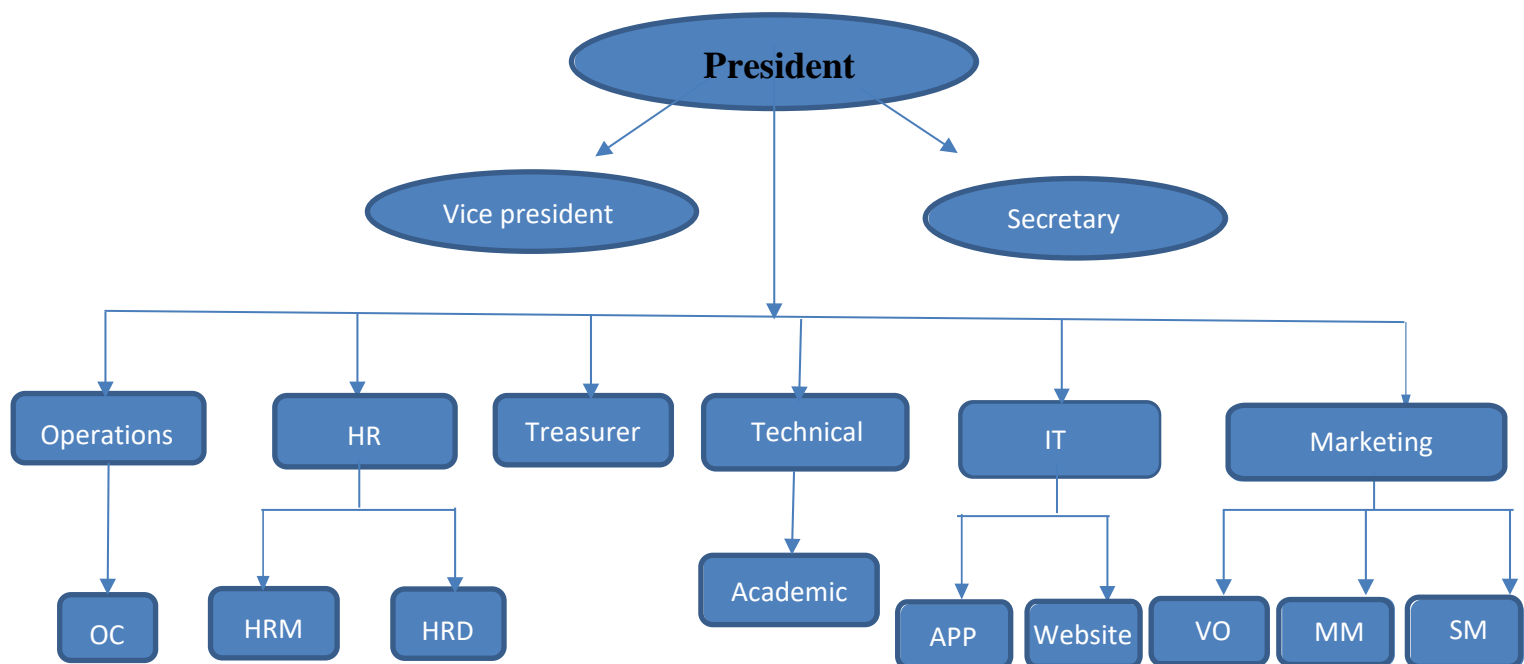 President
Vice president
Secretary
Operations
HR
Treasurer
Technical
IT
Marketing
OC
HRM
HRD
Academic
APP
Website
VO
MM
SM